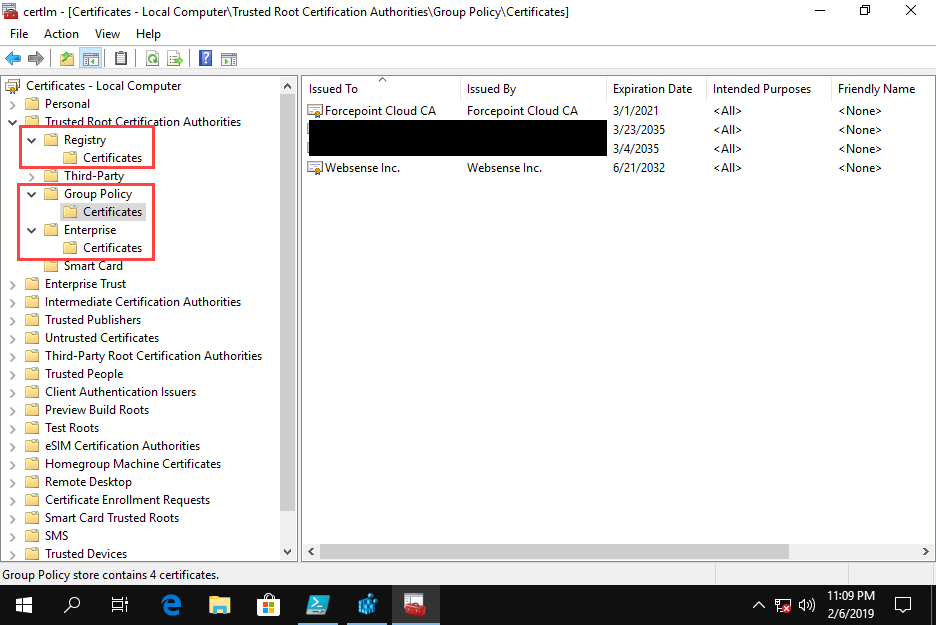 certlm - [Certificates - Local Computer\Trusted Root Certification Authorities\Group Policy\Certificates]
File Action View Help
Certificates - Local Computer
Personal
Trusted Root Certification Authorities
Registry
Certificates
Third-Party
Group Policy
Certificates
Enterprise
Certificates
Smart Card
Enterprise Trust
Intermediate Certification Authorities
Trusted Publishers
Untrusted Certificates
Third-Party Root Certification Authorities
Trusted People
Client Authentication Issuers
Preview Build Roots
Test Roots
eSIM Certification Authorities
Homegroup Machine Certificates
Remote Desktop
Certificate Enrollment Requests
Smart Card Trusted Roots
SMS
Trusted Devices
Issued To Issued By Expiration Date Intended Purposes Friendly Name
Forcepoint Cloud CA Forcepoint Cloud CA 3/1/2021 <All> <None>
3/23/2035 <All> <None>
3/4/2035 <All> <None>
Websense Inc. Websense Inc. 6/21/2032 <All> <None>
Group Policy store contains 4 certificates.
11:09 PM
2/6/2019